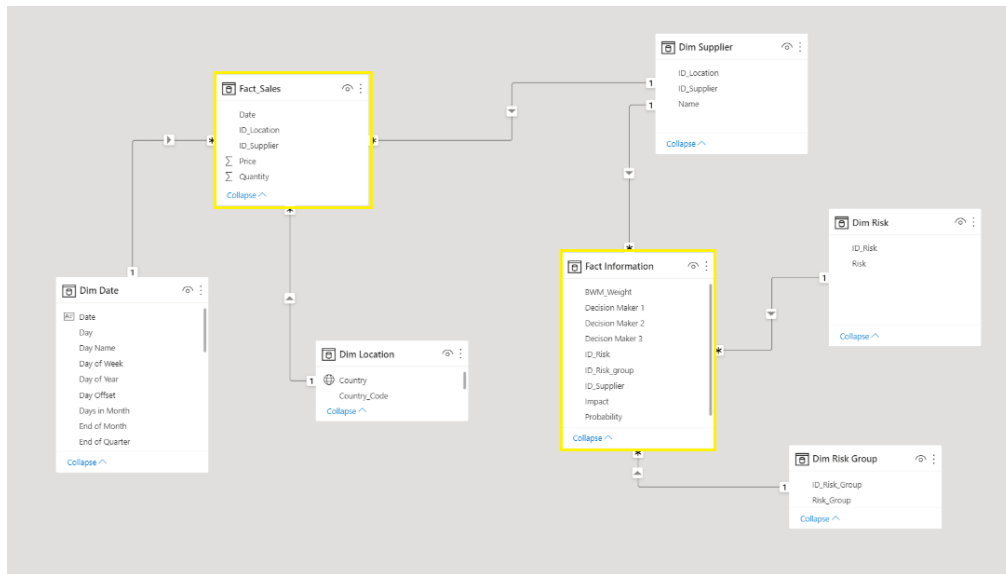 Dim Supplier
ID_Location
1
ID_Supplier
1
Name
Collapse
Fact_Sales
Date
ID_Location
ID_Supplier
Price
Quantity
Collapse
*
*
*
1
Dim Date
Date
Day
Day Name
Day of Week
Day of Year
Day Offset
Days in Month
End of Month
End of Quarter
Collapse
Dim Location
1
Country
Country_Code
Collapse
*
Fact Information
BWM_Weight
Decision Maker 1
Decision Maker 2
Decison Maker 3
ID_Risk
ID_Risk_group
ID_Supplier
Impact
Probability
Collapse
*
*
Dim Risk
ID_Risk
Risk
1
Collapse
Dim Risk Group
ID_Risk_Group
1
Risk_Group
Collapse